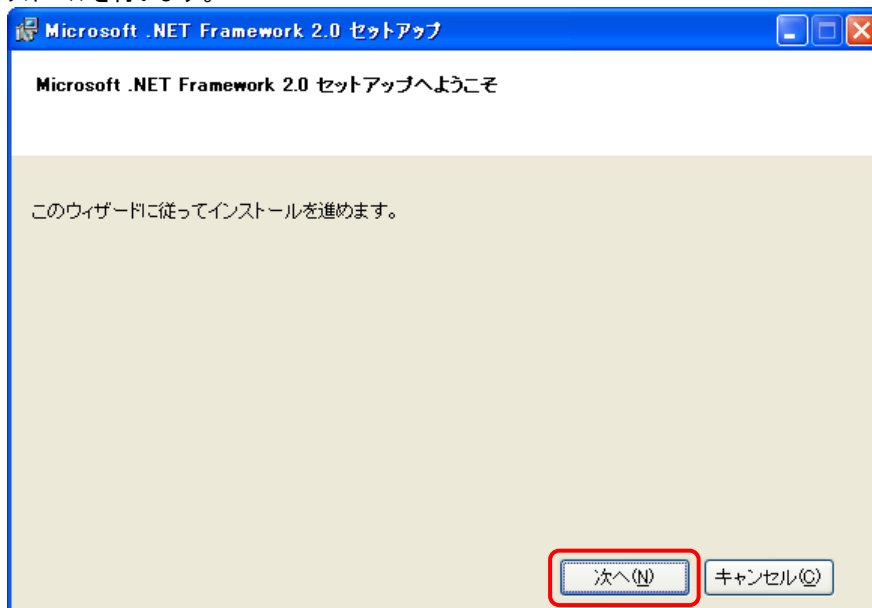 Microsoft .NET Framework 2.0 セットアップ
Microsoft .NET Framework 2.0 セットアップへようこそ
このウィザードに従ってインストールを進めます。
次へ(N)
キャンセル(C)